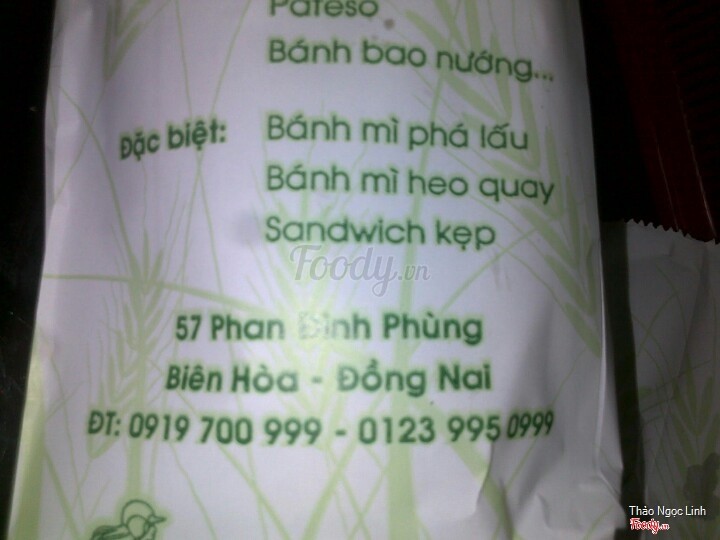 Pateso
Bánh bao nướng...
Đặc biệt: Bánh mì phá lấu
Bánh mì heo quay
Sandwich kẹp
Foody.vn
57 Phan Đình Phùng
Biên Hòa - Đồng Nai
ĐT: 0919 700 999 - 0123 995 0999
Thảo Ngọc Linh
Foody.vn